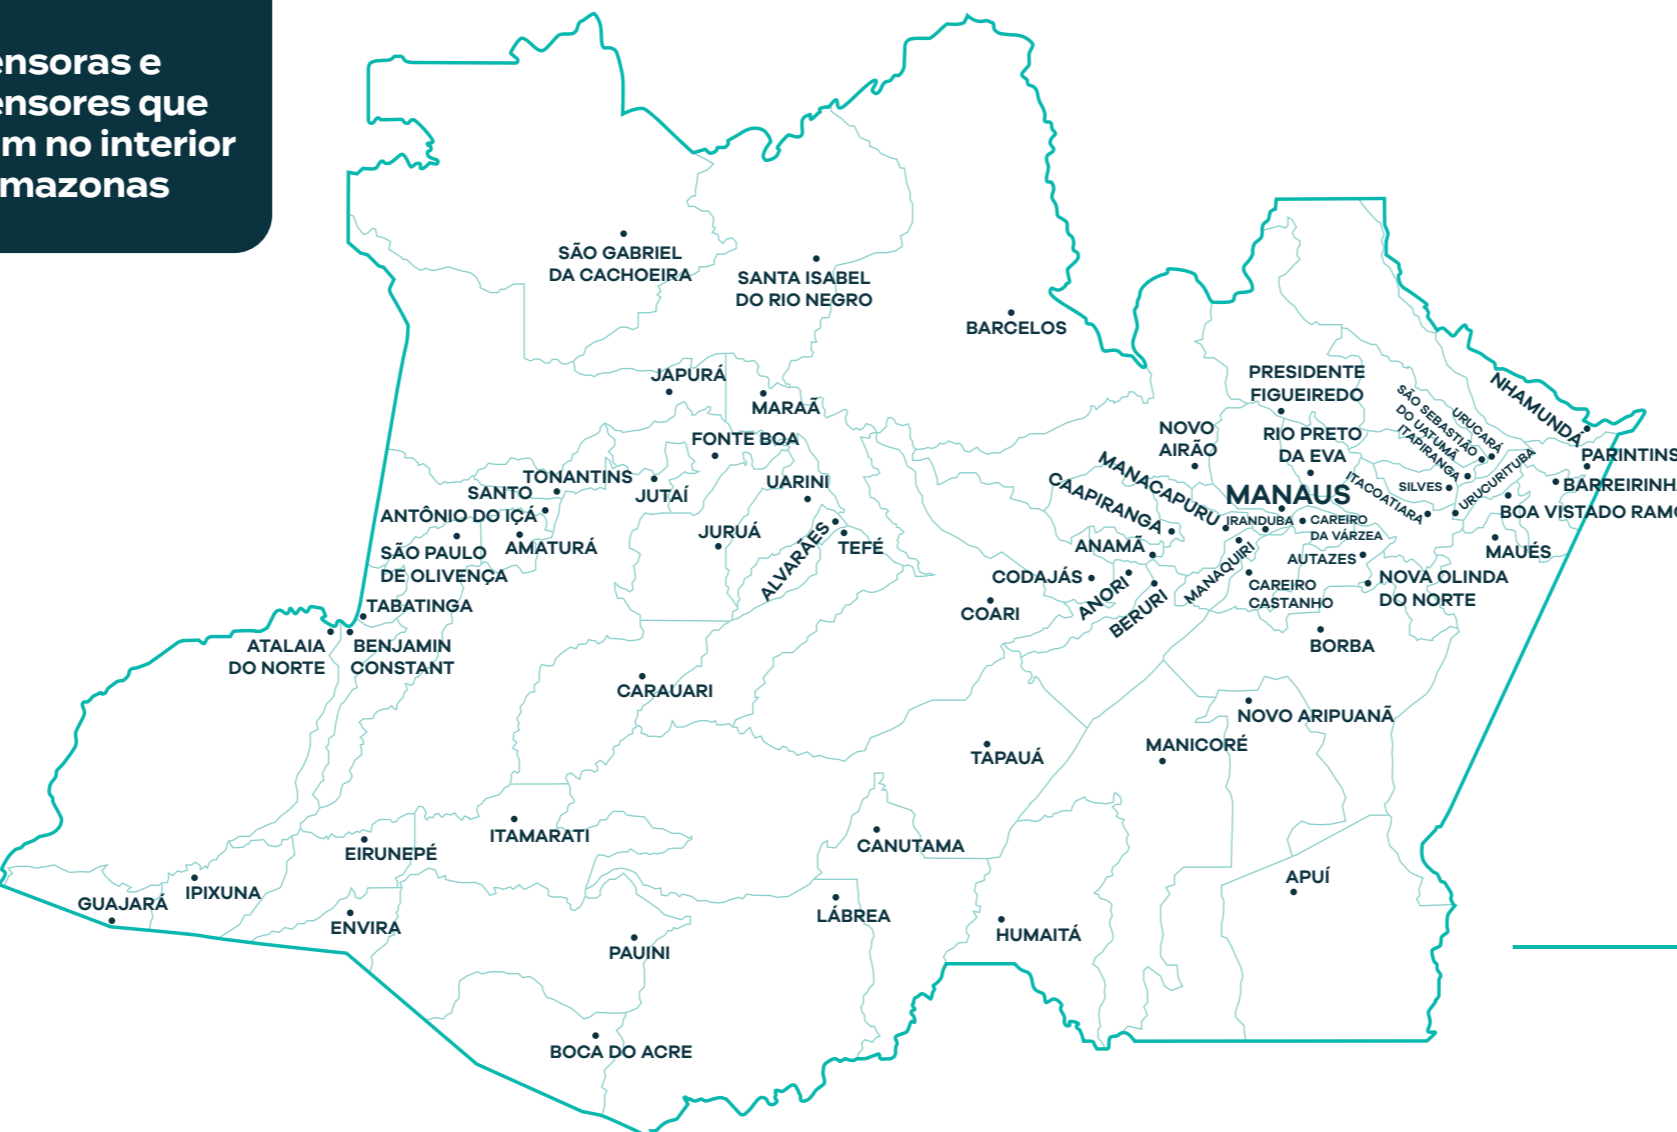 ensoras e
ensores que
m no interior
mazonas
SÃO GABRIEL
DA CACHOEIRA
SANTA ISABEL
DO RIO NEGRO
BARCELOS
JAPURÁ
MARAÃ
FONTE BOA
TONANTINS
JUTAÍ
UARINI
SANTO
ANTÔNIO DO IÇÁ
AMATURÁ
SÃO PAULO
DE OLIVENÇA
JURUÁ
ALVARÃES
TEFÉ
TABATINGA
ATALAIA
DO NORTE
BENJAMIN
CONSTANT
CARAUARI
PRESIDENTE
FIGUEIREDO
NOVO
AIRÃO
RIO PRETO
DA EVA
MANACAPURU
CAAPIRANGA
MANAUS
IRANDUBA
CAREIRO
DA VÁRZEA
ANAMÃ
AUTAZES
CODAJÁS
ANORI
BERURI
MANAQUIRI
CAREIRO
CASTANHO
COARI
NOVA OLINDA
DO NORTE
BORBA
NHAMUNDÁ
URUCARÁ
SÃO SEBASTIÃO
DO UATUMÃ
ITAPIRANGA
SILVES
ITACOATIARA
URUCURITUBA
PARINTINS
BARREIRINH
BOA VISTADO RAMO
MAUÉS
NOVO ARIPUANÃ
MANICORÉ
TAPAUÁ
ITAMARATI
EIRUNEPÉ
CANUTAMA
IPIXUNA
GUAJARÁ
ENVIRA
LÁBREA
APUÍ
HUMAITÁ
PAUINI
BOCA DO ACRE